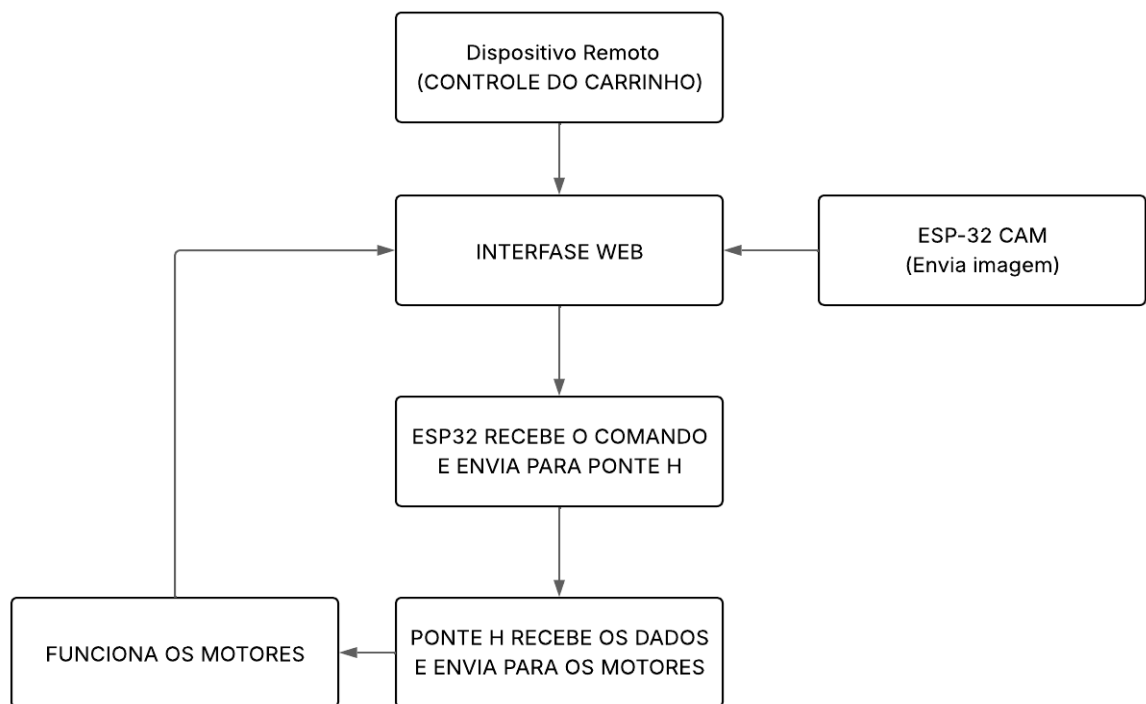 Dispositivo Remoto
(CONTROLE DO CARRINHO)
INTERFASE WEB
ESP-32 CAM
(Envia imagem)
ESP32 RECEBE O COMANDO
E ENVIA PARA PONTE H
FUNCIONA OS MOTORES
PONTE H RECEBE OS DADOS
E ENVIA PARA OS MOTORES